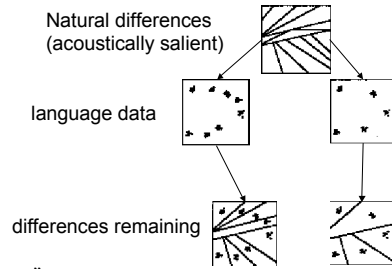 Natural differences
(acoustically salient)
language data
differences remaining